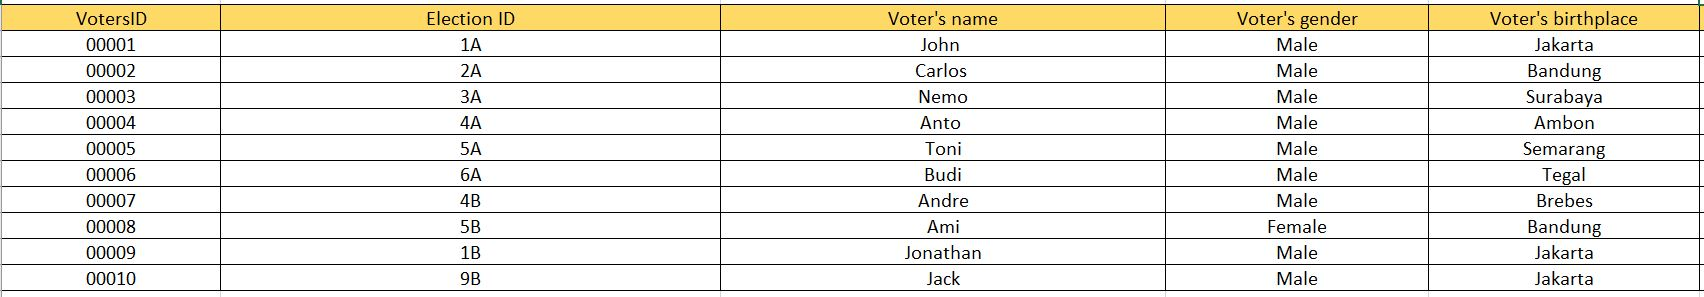 VotersID Election ID Voter's name Voter's gender Voter's birthplace
00001 1A John Male Jakarta
00002 2A Carlos Male Bandung
00003 3A Nemo Male Surabaya
00004 4A Anto Male Ambon
00005 5A Toni Male Semarang
00006 6A Budi Male Tegal
00007 4B Andre Male Brebes
00008 5B Ami Female Bandung
00009 1B Jonathan Male Jakarta
00010 9B Jack Male Jakarta